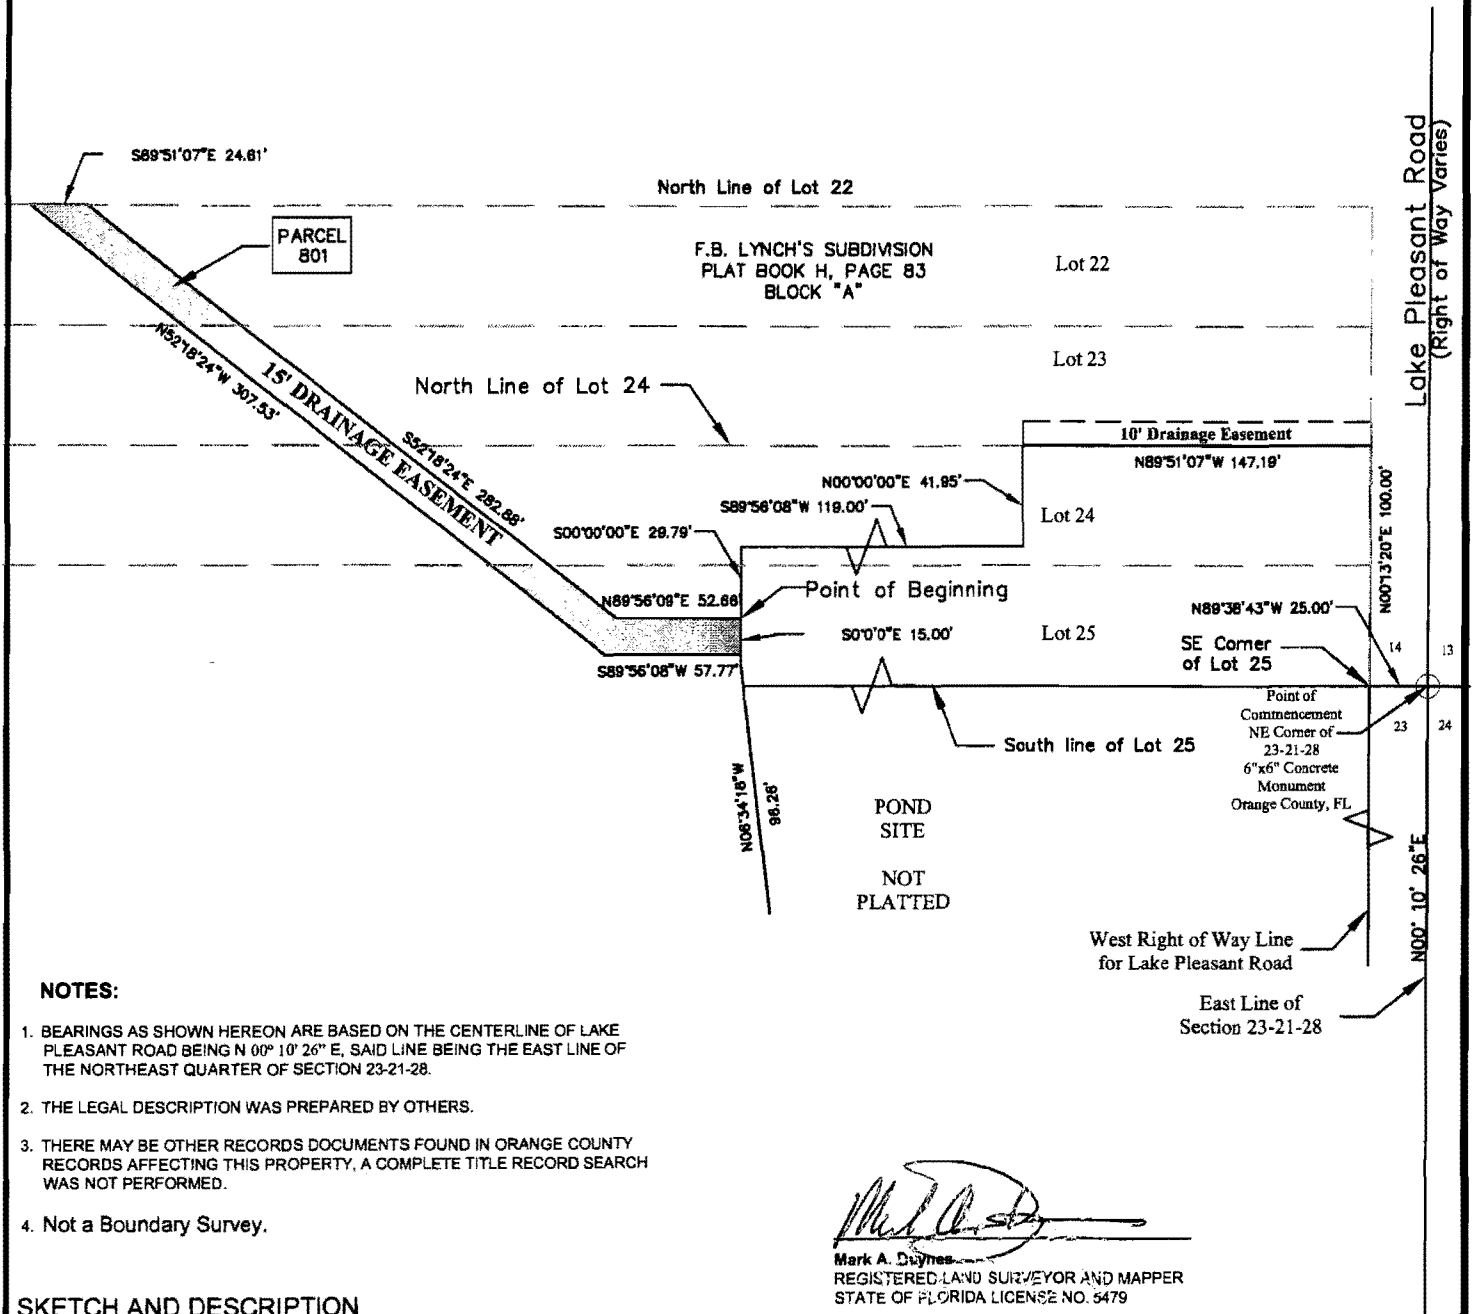 Lake Pleasant Road
(Right of Way Varies)
S89°51'07"E 24.61'
North Line of Lot 22
PARCEL
801
F.B. LYNCH'S SUBDIVISION
PLAT BOOK H, PAGE 83
BLOCK "A"
Lot 22
Lot 23
N52°18'24"W 307.53'
15' DRAINAGE EASEMENT
S52°18'24"E 282.88'
North Line of Lot 24
10' Drainage Easement
N89°51'07"W 147.19'
N00°00'00"E 41.95'
S89°56'08"W 119.00'
Lot 24
N00°13'20"E 100.00'
S00°00'00"E 29.79'
N89°56'09"E 52.66'
Point of Beginning
N89°38'43"W 25.00'
S0°0'0"E 15.00'
Lot 25
SE Corner
of Lot 25
14
13
S89°56'08"W 57.77'
Point of
Commencement
NE Corner of
23-21-28
6"x6" Concrete
Monument
Orange County, FL
23
24
South line of Lot 25
N06°34'18"W
96.26'
POND
SITE
NOT
PLATTED
N00° 10' 26"E
West Right of Way Line
for Lake Pleasant Road
East Line of
Section 23-21-28
NOTES:
1. BEARINGS AS SHOWN HEREON ARE BASED ON THE CENTERLINE OF LAKE
PLEASANT ROAD BEING N 00° 10' 26" E, SAID LINE BEING THE EAST LINE OF
THE NORTHEAST QUARTER OF SECTION 23-21-28.
2. THE LEGAL DESCRIPTION WAS PREPARED BY OTHERS.
3. THERE MAY BE OTHER RECORDS DOCUMENTS FOUND IN ORANGE COUNTY
RECORDS AFFECTING THIS PROPERTY, A COMPLETE TITLE RECORD SEARCH
WAS NOT PERFORMED.
4. Not a Boundary Survey.
Mark A. Duynes
REGISTERED LAND SURVEYOR AND MAPPER
STATE OF FLORIDA LICENSE NO. 5479
SKETCH AND DESCRIPTION